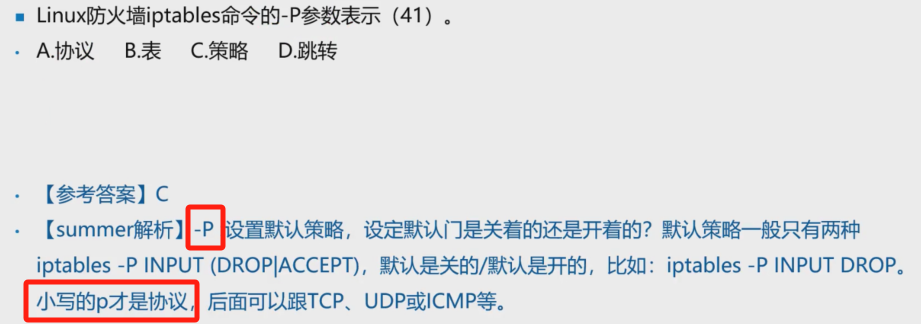 ▪ Linux防火墙iptables命令的-P参数表示（41）。
· A.协议 B.表 C.策略 D.跳转
· 【参考答案】C
· 【summer解析】-P 设置默认策略，设定默认门是关着的还是开着的？默认策略一般只有两种
iptables -P INPUT (DROP|ACCEPT)，默认是关的/默认是开的，比如：iptables -P INPUT DROP。
小写的p才是协议，后面可以跟TCP、UDP或ICMP等。